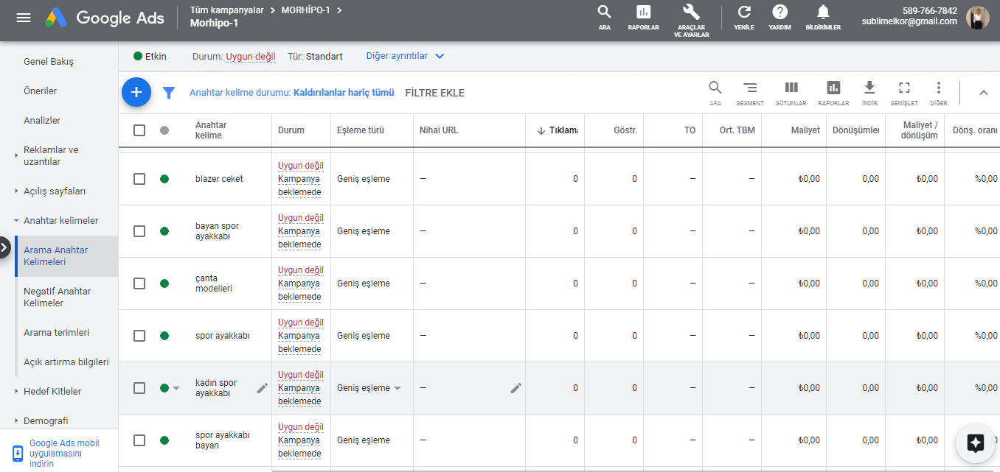 Google Ads
Tüm kampanyalar > MORHİPO-1 >
Morhipo-1
ARA
RAPORLAR
ARAÇLAR
VE AYARLAR
YENİLE
YARDIM
BİLDİRİMLER
589-766-7842
sublimelkor@gmail.com
Genel Bakış
Öneriler
Analizler
Reklamlar ve
uzantılar
Açılış sayfaları
Anahtar kelimeler
Arama Anahtar
Kelimeleri
Negatif Anahtar
Kelimeler
Arama terimleri
Açık artırma bilgileri
Hedef Kitleler
Demografi
Google Ads mobil
uygulamasını
indirin
Etkin Durum: Uygun değil Tür: Standart Diğer ayrıntılar
Anahtar kelime durumu: Kaldırılanlar hariç tümü FİLTRE EKLE
ARA SEGMENT SÜTUNLAR RAPORLAR İNDİR GENİŞLET DİĞER
Anahtar
kelime
Durum
Eşleme türü
Nihai URL
Tıklama
Göstr.
TO
Ort. TBM
Maliyet
Dönüşümler
Maliyet /
dönüşüm
Dönş. oranı
blazer ceket
Uygun değil
Kampanya
beklemede
Geniş eşleme — 0 0 — — ₺0,00 0,00 ₺0,00 %0,00
bayan spor
ayakkabı
Uygun değil
Kampanya
beklemede
Geniş eşleme — 0 0 — — ₺0,00 0,00 ₺0,00 %0,00
çanta
modelleri
Uygun değil
Kampanya
beklemede
Geniş eşleme — 0 0 — — ₺0,00 0,00 ₺0,00 %0,00
spor ayakkabı
Uygun değil
Kampanya
beklemede
Geniş eşleme — 0 0 — — ₺0,00 0,00 ₺0,00 %0,00
kadın spor
ayakkabı
Uygun değil
Kampanya
beklemede
Geniş eşleme — 0 0 — — ₺0,00 0,00 ₺0,00 %0,00
spor ayakkabı
bayan
Uygun değil
Kampanya
beklemede
Geniş eşleme — 0 0 — — ₺0,00 0,00 ₺0,00